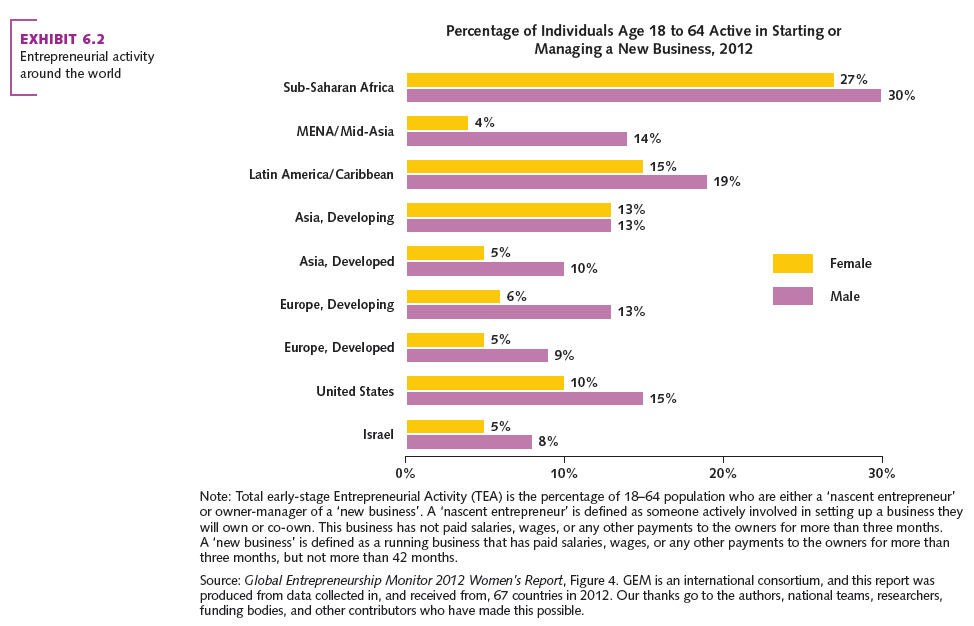 EXHIBIT 6.2
Entrepreneurial activity
around the world
Percentage of Individuals Age 18 to 64 Active in Starting or
Managing a New Business, 2012
Sub-Saharan Africa
27%
30%
MENA/Mid-Asia
4%
14%
Latin America/Caribbean
15%
19%
Asia, Developing
13%
13%
Asia, Developed
5%
10%
Europe, Developing
6%
13%
Europe, Developed
5%
9%
United States
10%
15%
Israel
5%
8%
Female
Male
0%
10%
20%
30%
Note: Total early-stage Entrepreneurial Activity (TEA) is the percentage of 18–64 population who are either a ‘nascent entrepreneur’
or owner-manager of a ‘new business’. A ‘nascent entrepreneur’ is defined as someone actively involved in setting up a business they
will own or co-own. This business has not paid salaries, wages, or any other payments to the owners for more than three months.
A ‘new business’ is defined as a running business that has paid salaries, wages, or any other payments to the owners for more than
three months, but not more than 42 months.
Source: Global Entrepreneurship Monitor 2012 Women’s Report, Figure 4. GEM is an international consortium, and this report was
produced from data collected in, and received from, 67 countries in 2012. Our thanks go to the authors, national teams, researchers,
funding bodies, and other contributors who have made this possible.